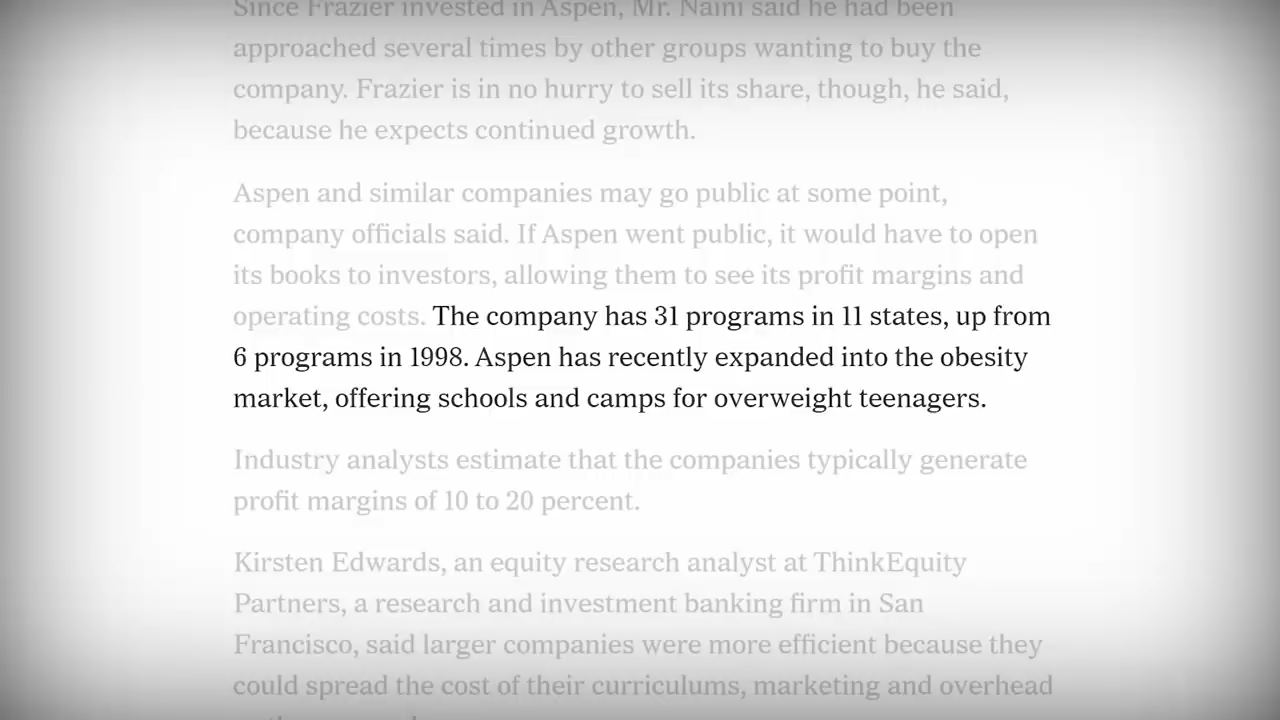 Since Frazier invested in Aspen, Mr. Naini said he had been
approached several times by other groups wanting to buy the
company. Frazier is in no hurry to sell its share, though, he said,
because he expects continued growth.
Aspen and similar companies may go public at some point,
company officials said. If Aspen went public, it would have to open
its books to investors, allowing them to see its profit margins and
operating costs. The company has 31 programs in 11 states, up from
6 programs in 1998. Aspen has recently expanded into the obesity
market, offering schools and camps for overweight teenagers.
Industry analysts estimate that the companies typically generate
profit margins of 10 to 20 percent.
Kirsten Edwards, an equity research analyst at ThinkEquity
Partners, a research and investment banking firm in San
Francisco, said larger companies were more efficient because they
could spread the cost of their curriculums, marketing and overhead